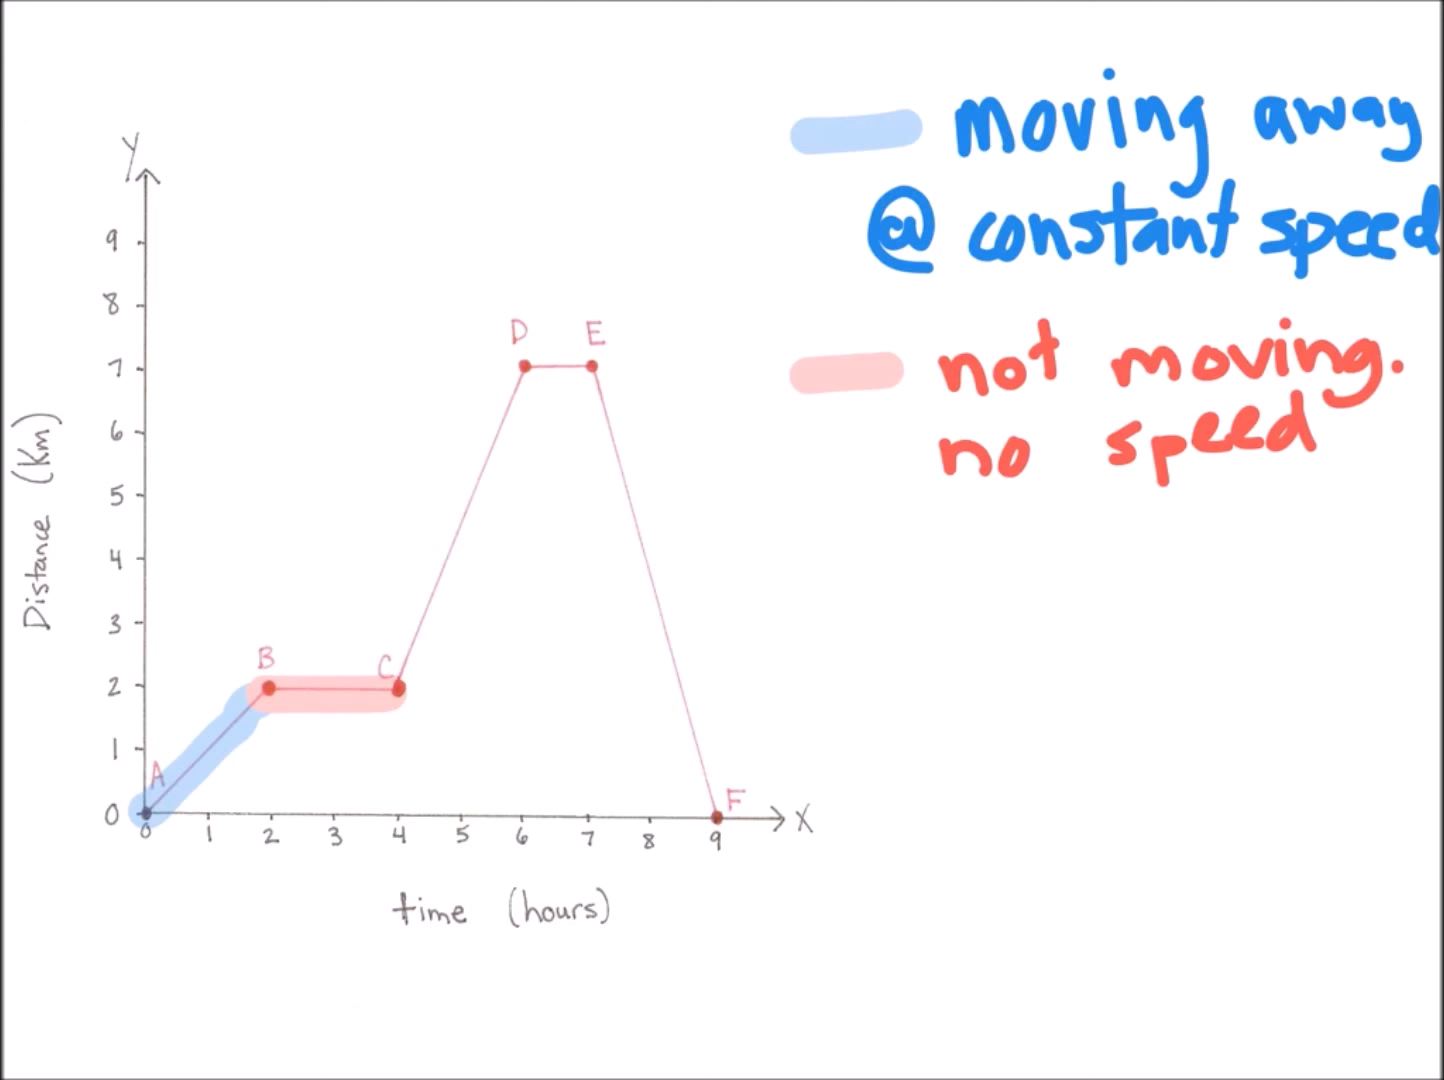 moving away
@ constant speed
not moving.
no speed
Y
9
8
7
6
5
4
3
2
1
0
Distance (Km)
A
B
C
D
E
F
0 1 2 3 4 5 6 7 8 9
X
time (hours)